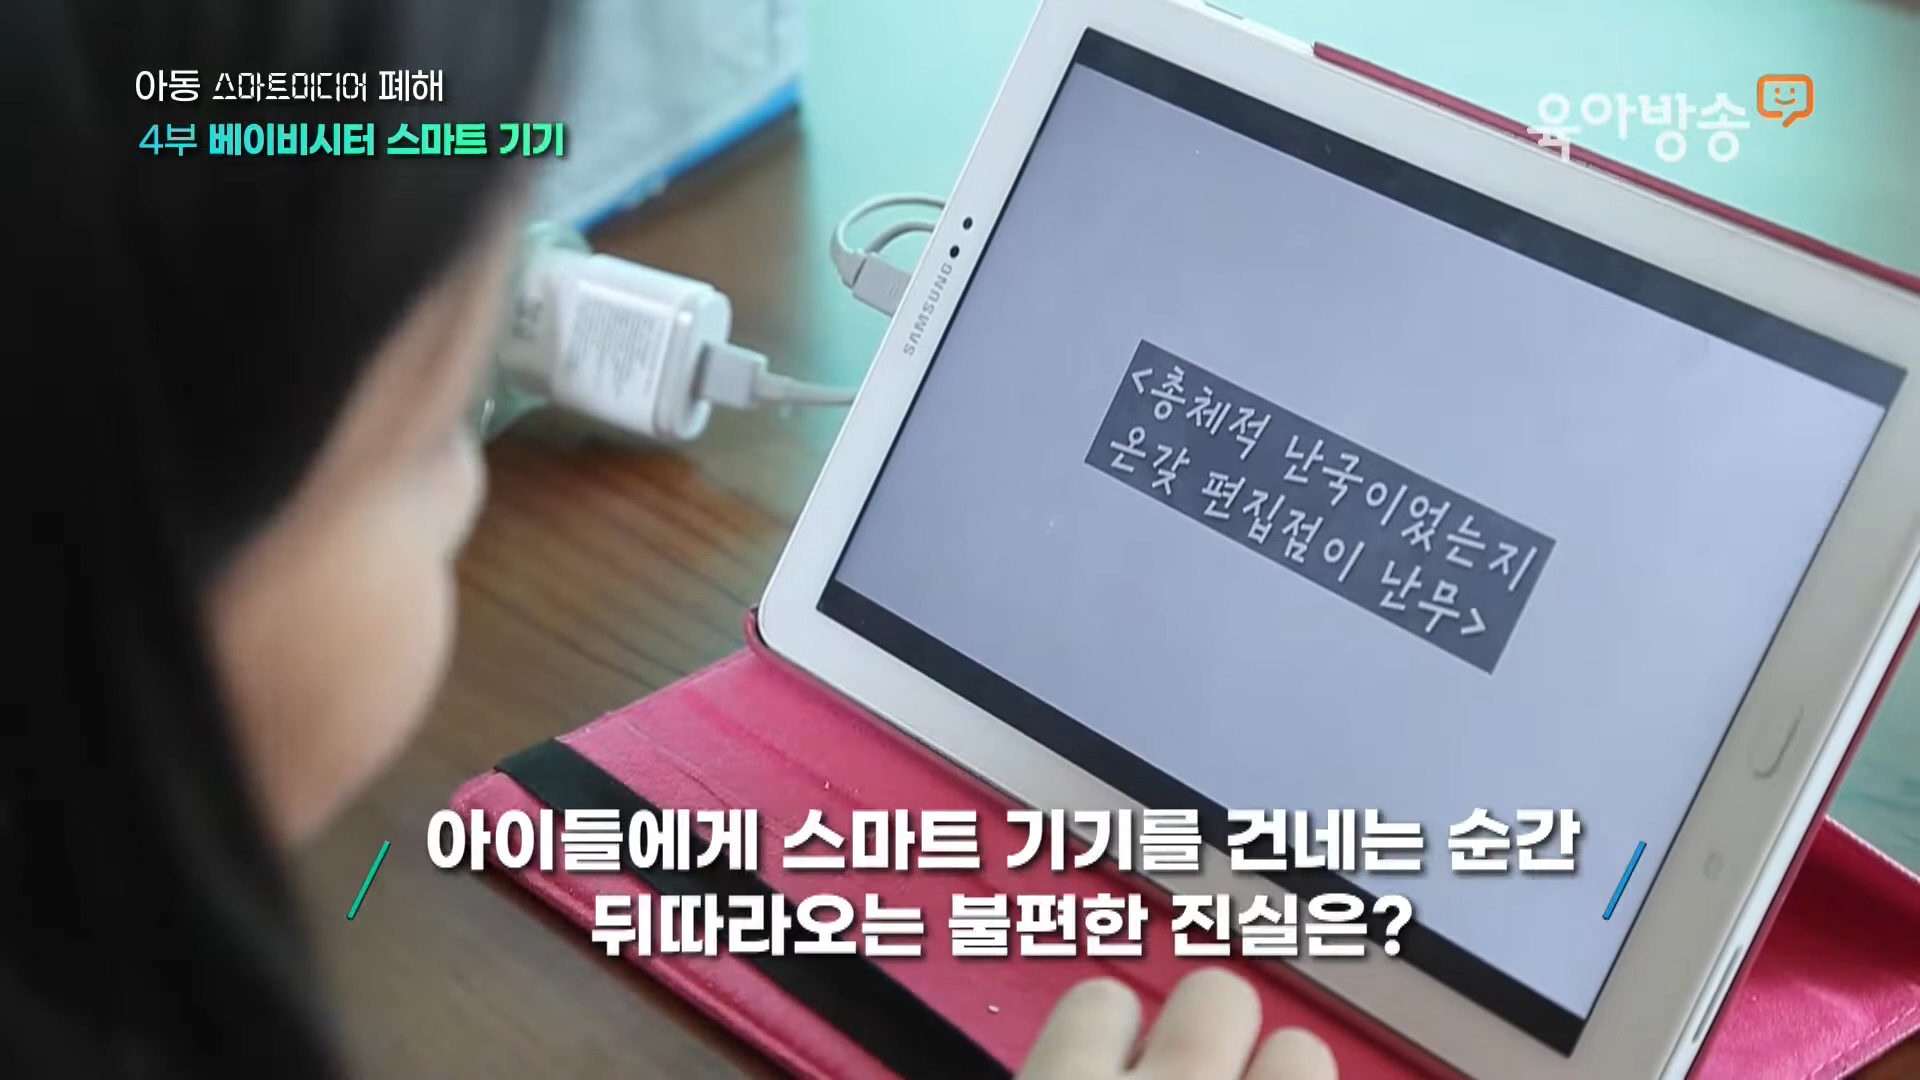 아동 스마트미디어 폐해
4부 베이비시터 스마트 기기
육아방송
SAMSUNG
<총체적 난국이었는지
온갖 편집점이 난무>
아이들에게 스마트 기기를 건네는 순간
뒤따라오는 불편한 진실은?